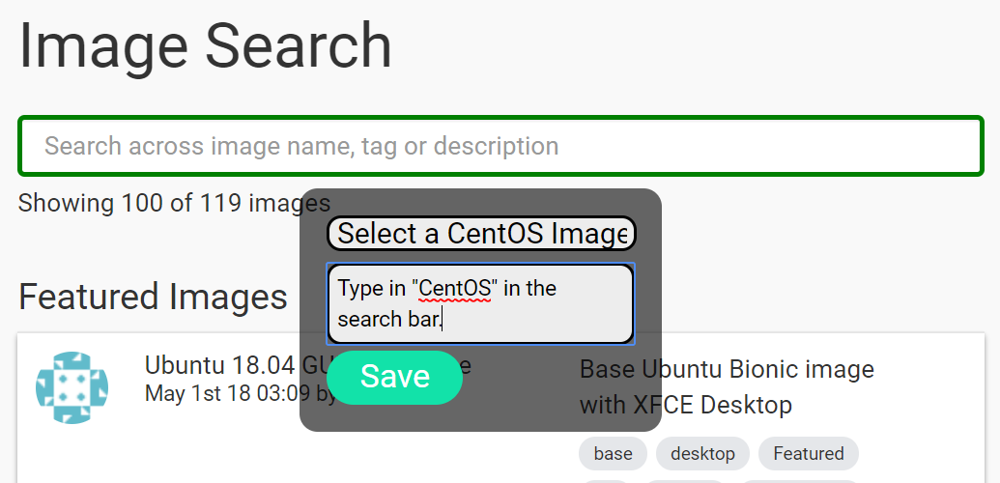 Image Search
Search across image name, tag or description
Showing 100 of 119 images
Select a CentOS Image
Type in "CentOS" in the
search bar.
Save
Featured Images
Ubuntu 18.04 GU
May 1st 18 03:09 by
Base Ubuntu Bionic image
with XFCE Desktop
base desktop Featured